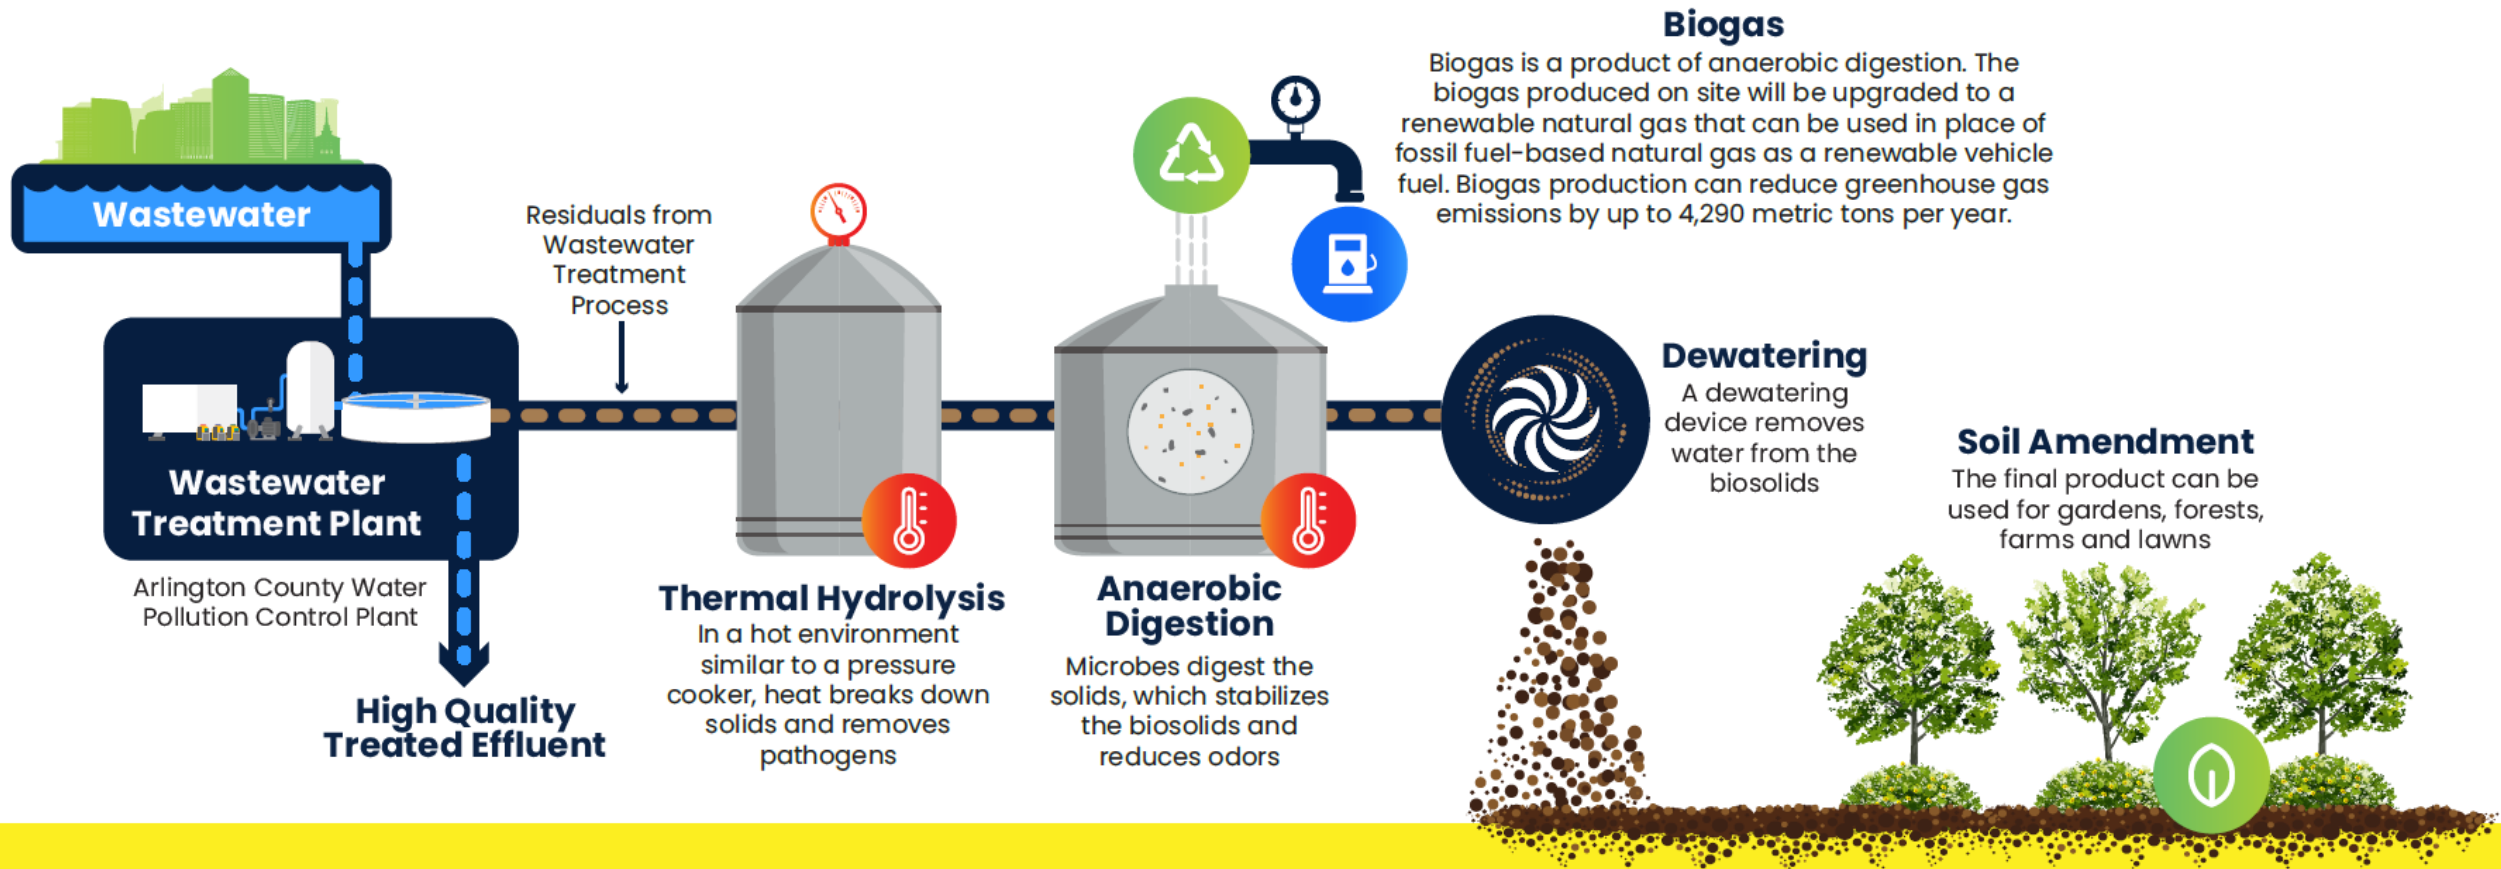 Wastewater
Wastewater
Treatment Plant
Arlington County Water
Pollution Control Plant
High Quality
Treated Effluent
Residuals from
Wastewater
Treatment
Process
Thermal Hydrolysis
In a hot environment
similar to a pressure
cooker, heat breaks down
solids and removes
pathogens
Anaerobic
Digestion
Microbes digest the
solids, which stabilizes
the biosolids and
reduces odors
Biogas
Biogas is a product of anaerobic digestion. The
biogas produced on site will be upgraded to a
renewable natural gas that can be used in place of
fossil fuel-based natural gas as a renewable vehicle
fuel. Biogas production can reduce greenhouse gas
emissions by up to 4,290 metric tons per year.
Dewatering
A dewatering
device removes
water from the
biosolids
Soil Amendment
The final product can be
used for gardens, forests,
farms and lawns